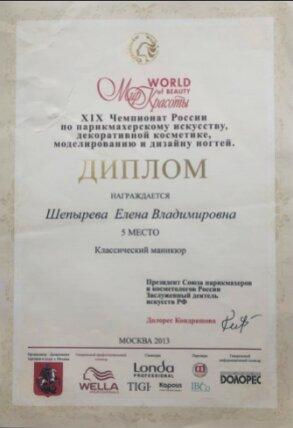 WORLD
of BEAUTY
Мир Красоты
XIX Чемпионат России
по парикмахерскому искусству,
декоративной косметике,
моделированию и дизайну ногтей.
ДИПЛОМ
НАГРАЖДАЕТСЯ
Шепырева Елена Владимировна
5 МЕСТО
Классический маникюр
Президент Союза парикмахеров
и косметологов России
Заслуженный деятель
искусств РФ
Долорес Кондрашова
МОСКВА 2013
WELLA
Londa
PROFESSIONAL
TIGI
Kapous
ДОЛОРЕС